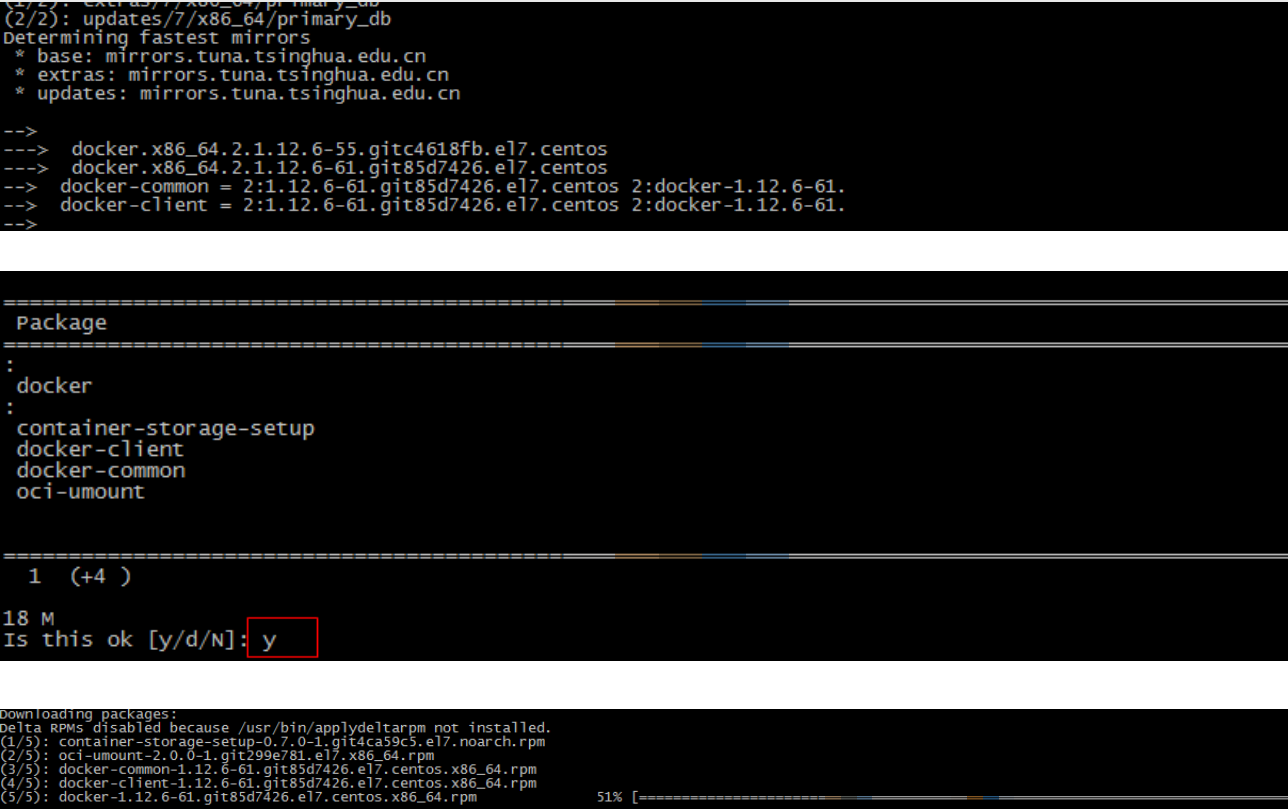 (1/2): extras/7/x86_64/primary_db
(2/2): updates/7/x86_64/primary_db
Determining fastest mirrors
* base: mirrors.tuna.tsinghua.edu.cn
* extras: mirrors.tuna.tsinghua.edu.cn
* updates: mirrors.tuna.tsinghua.edu.cn
-->
---> docker.x86_64.2.1.12.6-55.gitc4618fb.el7.centos
---> docker.x86_64.2.1.12.6-61.git85d7426.el7.centos
--> docker-common = 2:1.12.6-61.git85d7426.el7.centos 2:docker-1.12.6-61.
--> docker-client = 2:1.12.6-61.git85d7426.el7.centos 2:docker-1.12.6-61.
-->
Package
:
docker
:
container-storage-setup
docker-client
docker-common
oci-umount
1 (+4 )
18 M
Is this ok [y/d/N]: y
Downloading packages:
Delta RPMs disabled because /usr/bin/applydeltarpm not installed.
(1/5): container-storage-setup-0.7.0-1.git4ca59c5.el7.noarch.rpm
(2/5): oci-umount-2.0.0-1.git299e781.el7.x86_64.rpm
(3/5): docker-common-1.12.6-61.git85d7426.el7.centos.x86_64.rpm
(4/5): docker-client-1.12.6-61.git85d7426.el7.centos.x86_64.rpm
(5/5): docker-1.12.6-61.git85d7426.el7.centos.x86_64.rpm 51% [=========================